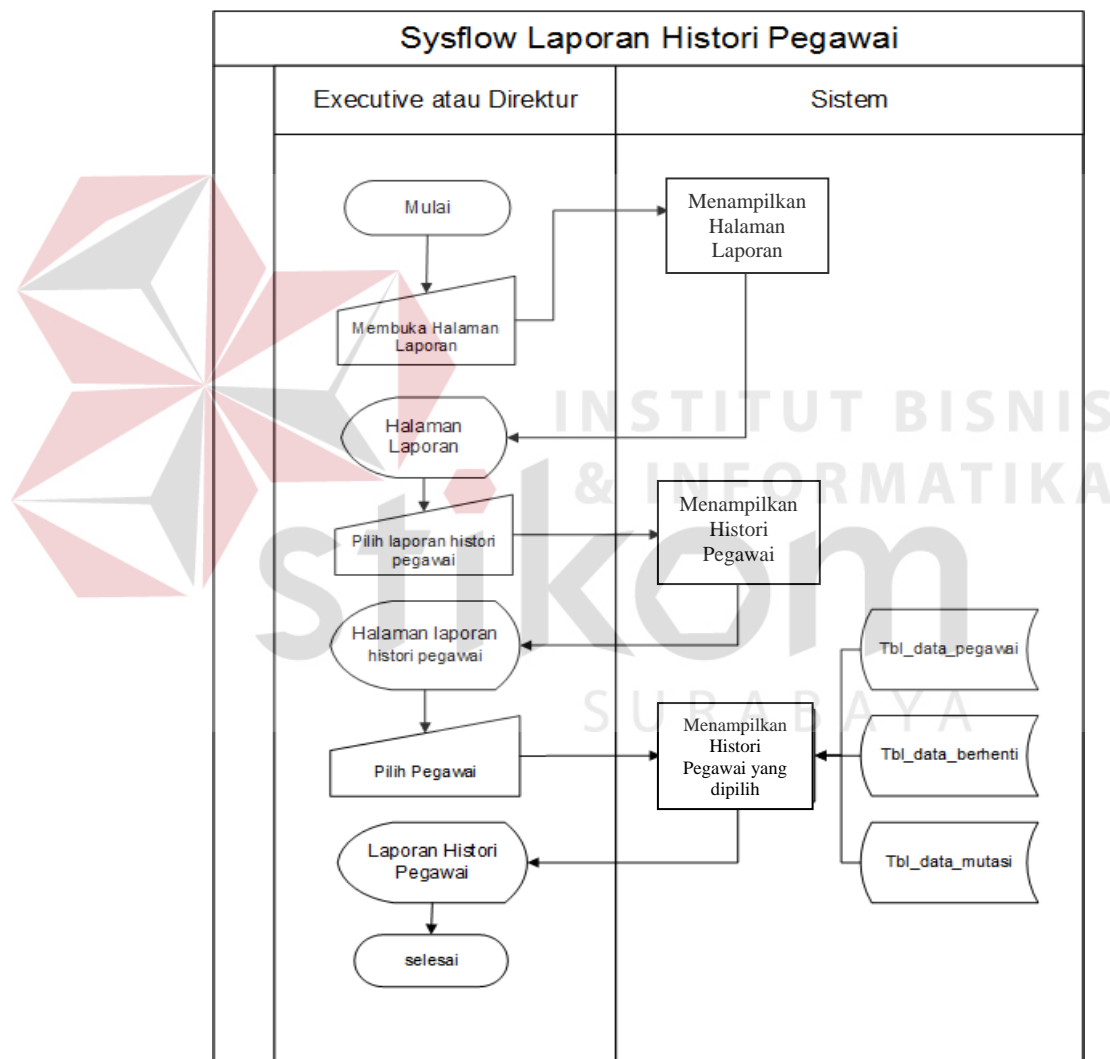 Sysflow Laporan Histori Pegawai
Executive atau Direktur
Sistem
Mulai
Menampilkan
Halaman
Laporan
Membuka Halaman
Laporan
Halaman
Laporan
INSTITUT BISNIS
& INFORMATIKA
Pilih laporan histori
pegawai
Menampilkan
Histori
Pegawai
stikom
SURABAYA
Halaman laporan
histori pegawai
Tbl_data_pegawai
Pilih Pegawai
Menampilkan
Histori
Pegawai yang
dipilih
Tbl_data_berhenti
Laporan Histori
Pegawai
Tbl_data_mutasi
selesai